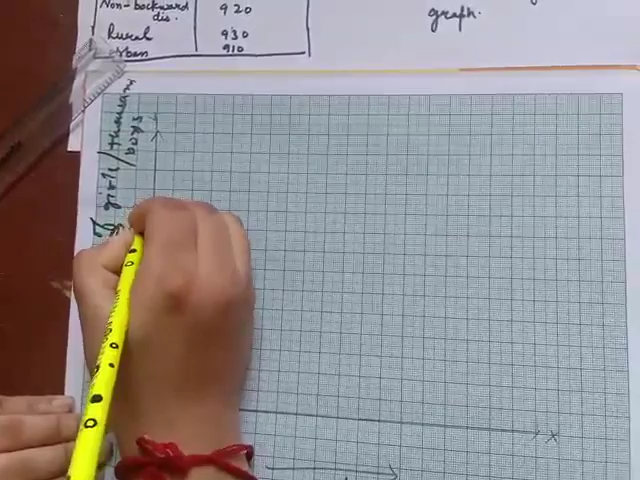 Non-backward 920
dis.
Rural 930
Urban 910
graph.
of girls/thousand
boys
Y
X